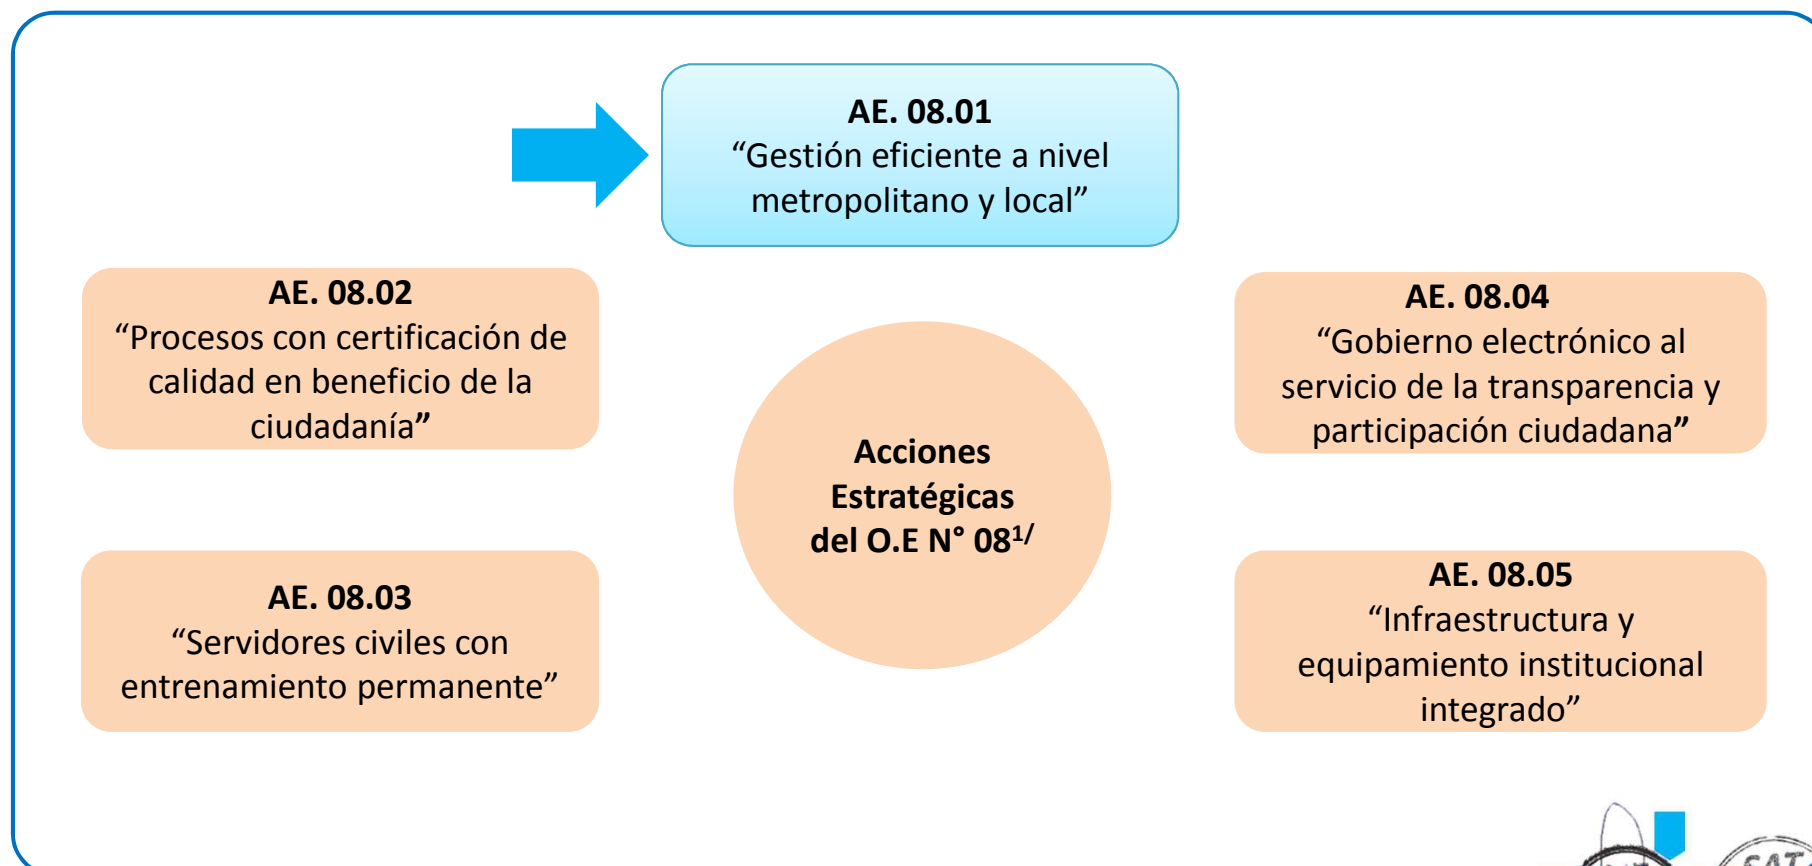 AE. 08.01
“Gestión eficiente a nivel
metropolitano y local”
AE. 08.02
“Procesos con certificación de
calidad en beneficio de la
ciudadanía”
AE. 08.03
“Servidores civiles con
entrenamiento permanente”
Acciones
Estratégicas
del O.E N° 08¹/
AE. 08.04
“Gobierno electrónico al
servicio de la transparencia y
participación ciudadana”
AE. 08.05
“Infraestructura y
equipamiento institucional
integrado”
SAT